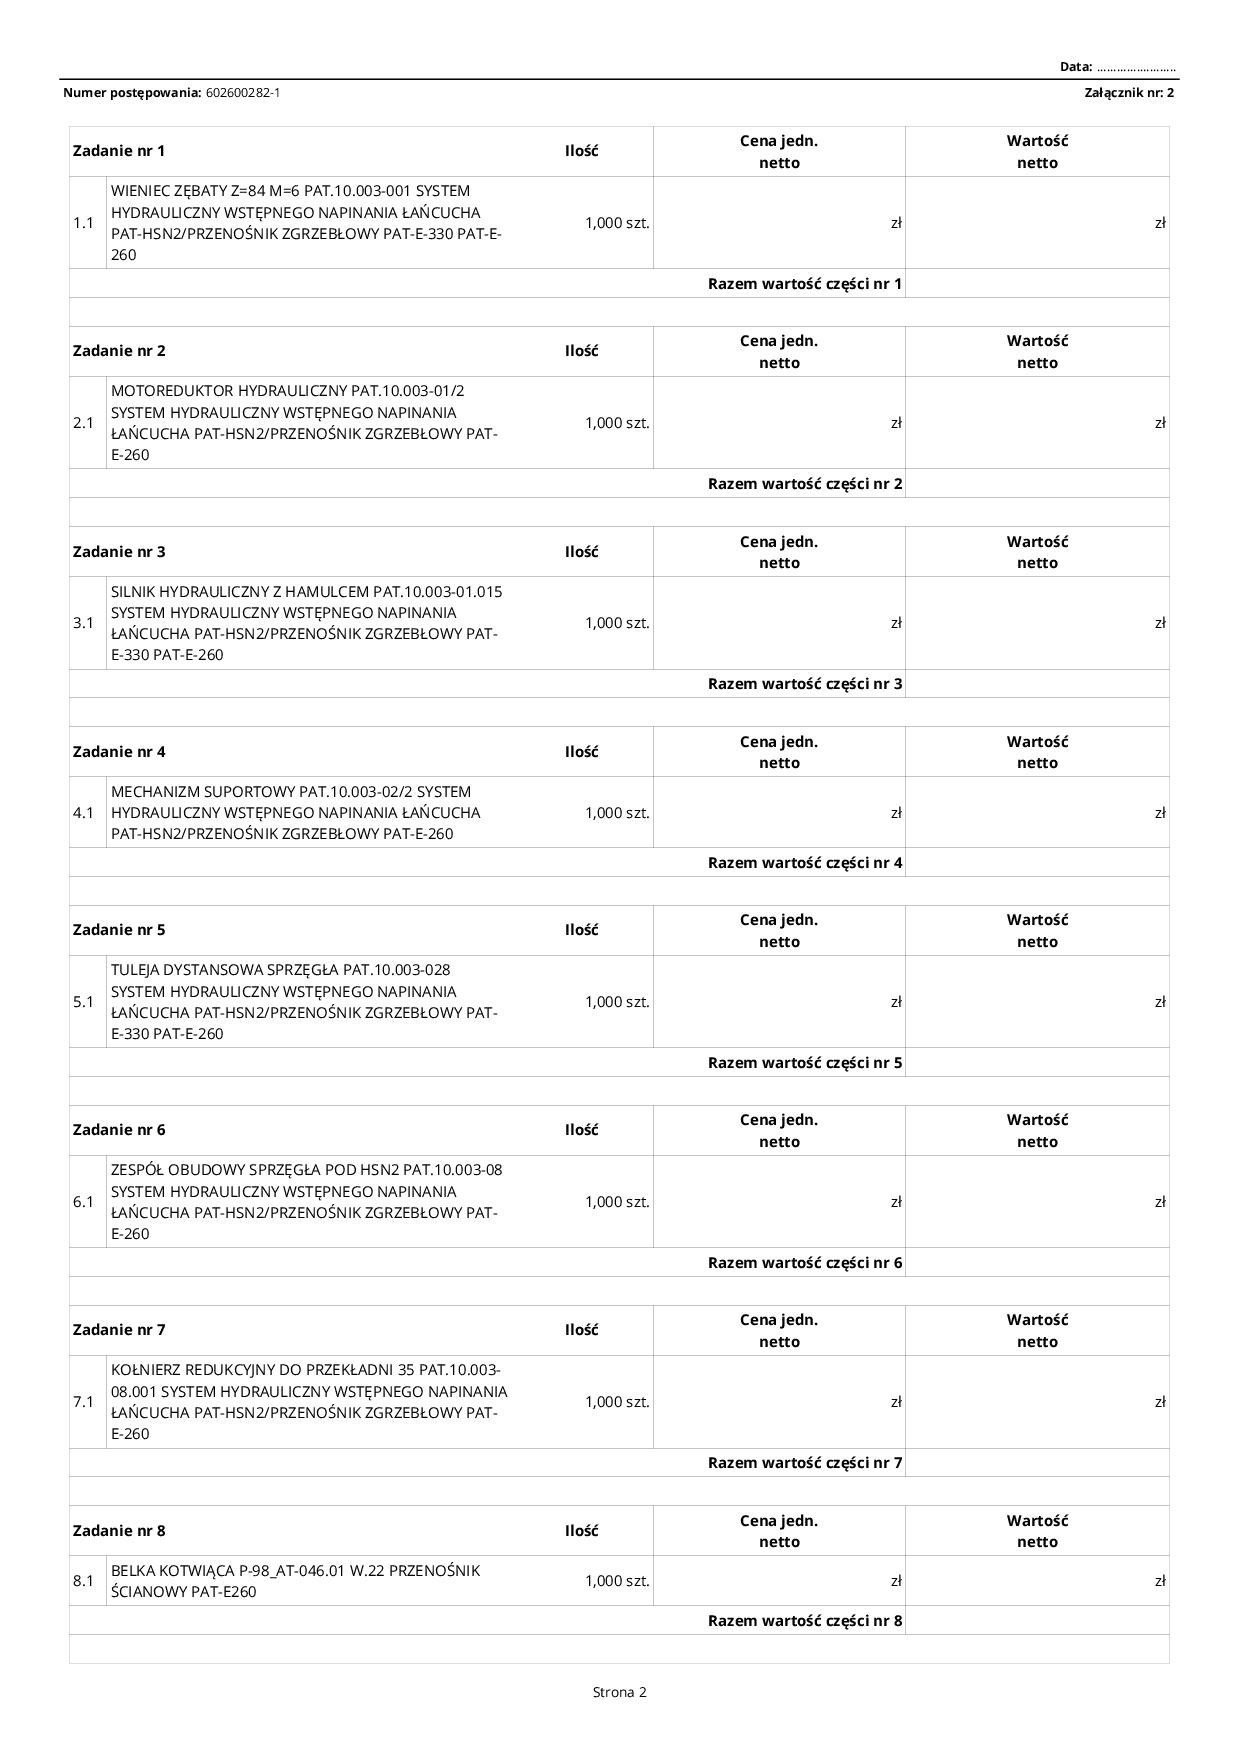 Data: ........................
Numer postępowania: 602600282-1 Załącznik nr: 2
Zadanie nr 1 Ilość Cena jedn. netto Wartość netto
1.1 WIENIEC ZĘBATY Z=84 M=6 PAT.10.003-001 SYSTEM
HYDRAULICZNY WSTĘPNEGO NAPINANIA ŁAŃCUCHA
PAT-HSN2/PRZENOŚNIK ZGRZEBŁOWY PAT-E-330 PAT-E-
260
1,000 szt. zł zł
Razem wartość części nr 1
Zadanie nr 2 Ilość Cena jedn. netto Wartość netto
2.1 MOTOREDUKTOR HYDRAULICZNY PAT.10.003-01/2
SYSTEM HYDRAULICZNY WSTĘPNEGO NAPINANIA
ŁAŃCUCHA PAT-HSN2/PRZENOŚNIK ZGRZEBŁOWY PAT-
E-260
1,000 szt. zł zł
Razem wartość części nr 2
Zadanie nr 3 Ilość Cena jedn. netto Wartość netto
3.1 SILNIK HYDRAULICZNY Z HAMULCEM PAT.10.003-01.015
SYSTEM HYDRAULICZNY WSTĘPNEGO NAPINANIA
ŁAŃCUCHA PAT-HSN2/PRZENOŚNIK ZGRZEBŁOWY PAT-
E-330 PAT-E-260
1,000 szt. zł zł
Razem wartość części nr 3
Zadanie nr 4 Ilość Cena jedn. netto Wartość netto
4.1 MECHANIZM SUPORTOWY PAT.10.003-02/2 SYSTEM
HYDRAULICZNY WSTĘPNEGO NAPINANIA ŁAŃCUCHA
PAT-HSN2/PRZENOŚNIK ZGRZEBŁOWY PAT-E-260
1,000 szt. zł zł
Razem wartość części nr 4
Zadanie nr 5 Ilość Cena jedn. netto Wartość netto
5.1 TULEJA DYSTANSOWA SPRZĘGŁA PAT.10.003-028
SYSTEM HYDRAULICZNY WSTĘPNEGO NAPINANIA
ŁAŃCUCHA PAT-HSN2/PRZENOŚNIK ZGRZEBŁOWY PAT-
E-330 PAT-E-260
1,000 szt. zł zł
Razem wartość części nr 5
Zadanie nr 6 Ilość Cena jedn. netto Wartość netto
6.1 ZESPÓŁ OBUDOWY SPRZĘGŁA POD HSN2 PAT.10.003-08
SYSTEM HYDRAULICZNY WSTĘPNEGO NAPINANIA
ŁAŃCUCHA PAT-HSN2/PRZENOŚNIK ZGRZEBŁOWY PAT-
E-260
1,000 szt. zł zł
Razem wartość części nr 6
Zadanie nr 7 Ilość Cena jedn. netto Wartość netto
7.1 KOŁNIERZ REDUKCYJNY DO PRZEKŁADNI 35 PAT.10.003-
08.001 SYSTEM HYDRAULICZNY WSTĘPNEGO NAPINANIA
ŁAŃCUCHA PAT-HSN2/PRZENOŚNIK ZGRZEBŁOWY PAT-
E-260
1,000 szt. zł zł
Razem wartość części nr 7
Zadanie nr 8 Ilość Cena jedn. netto Wartość netto
8.1 BELKA KOTWIĄCA P-98_AT-046.01 W.22 PRZENOŚNIK
ŚCIANOWY PAT-E260
1,000 szt. zł zł
Razem wartość części nr 8
Strona 2